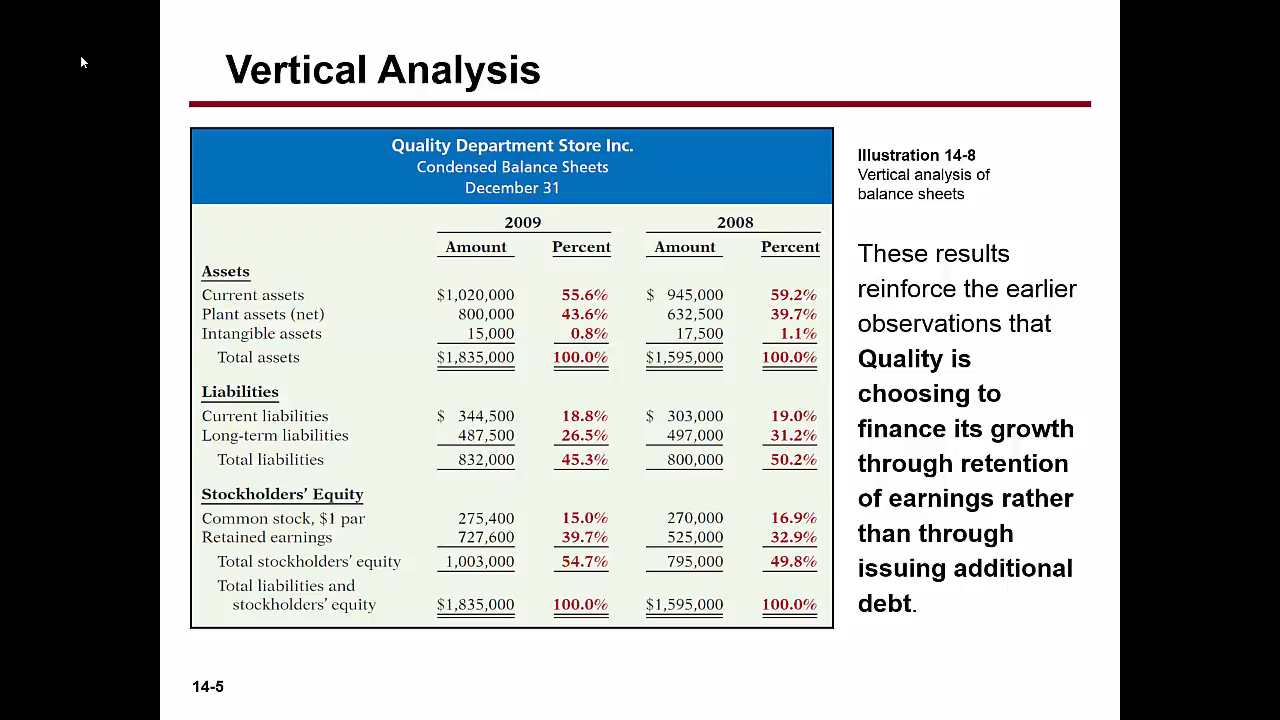 Vertical Analysis
Quality Department Store Inc.
Condensed Balance Sheets
December 31
2009 2008
Amount Percent Amount Percent
Assets
Current assets $1,020,000 55.6% $ 945,000 59.2%
Plant assets (net) 800,000 43.6% 632,500 39.7%
Intangible assets 15,000 0.8% 17,500 1.1%
Total assets $1,835,000 100.0% $1,595,000 100.0%
Liabilities
Current liabilities $ 344,500 18.8% $ 303,000 19.0%
Long-term liabilities 487,500 26.5% 497,000 31.2%
Total liabilities 832,000 45.3% 800,000 50.2%
Stockholders' Equity
Common stock, $1 par 275,400 15.0% 270,000 16.9%
Retained earnings 727,600 39.7% 525,000 32.9%
Total stockholders' equity 1,003,000 54.7% 795,000 49.8%
Total liabilities and
stockholders' equity $1,835,000 100.0% $1,595,000 100.0%
Illustration 14-8
Vertical analysis of
balance sheets
These results
reinforce the earlier
observations that
Quality is
choosing to
finance its growth
through retention
of earnings rather
than through
issuing additional
debt.
14-5